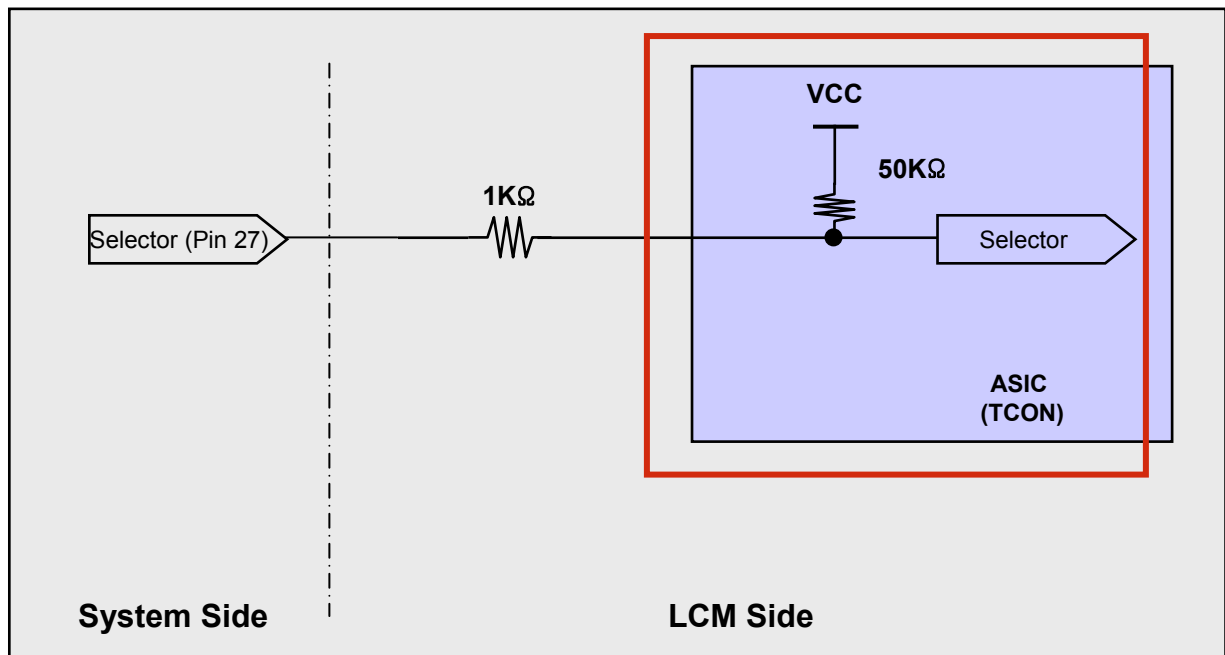 VCC
50KΩ
1KΩ
Selector (Pin 27)
Selector
ASIC
(TCON)
System Side
LCM Side